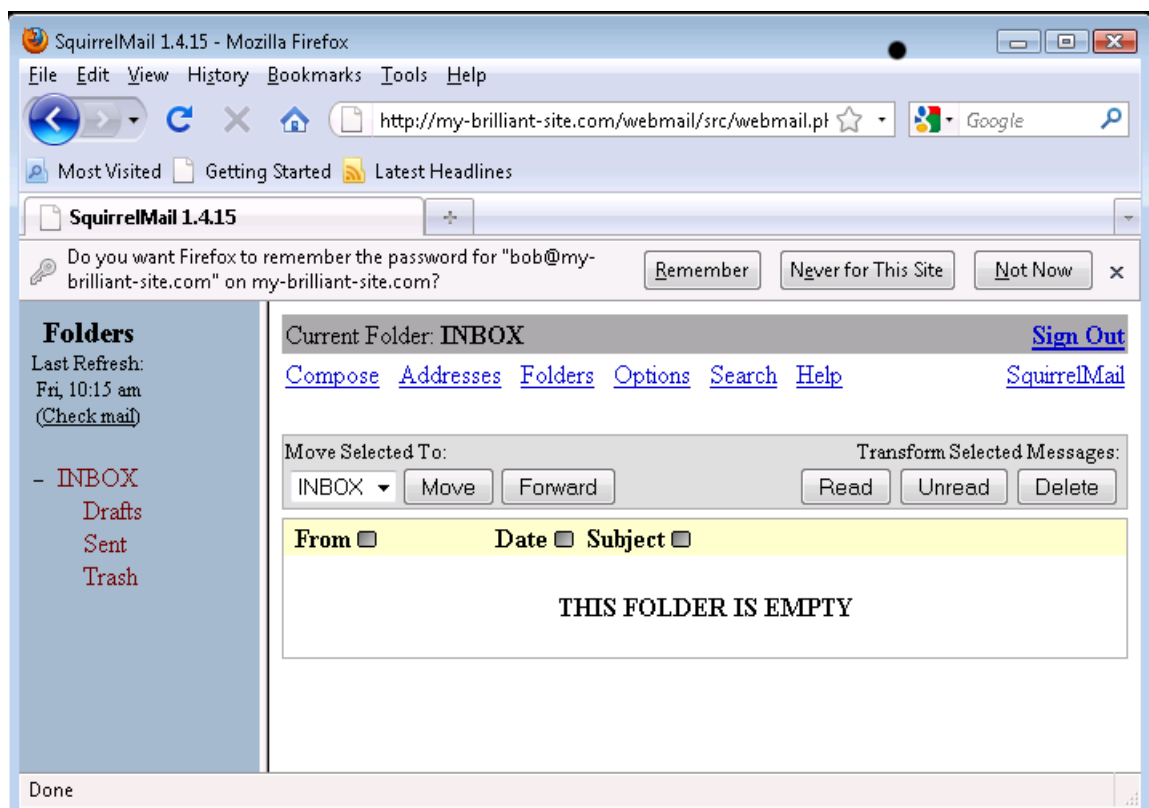 SquirrelMail 1.4.15 - Mozilla Firefox
File Edit View History Bookmarks Tools Help
http://my-brilliant-site.com/webmail/src/webmail.ph Google
Most Visited Getting Started Latest Headlines
SquirrelMail 1.4.15
Do you want Firefox to remember the password for "bob@my-
brilliant-site.com" on my-brilliant-site.com?
Remember Never for This Site Not Now
Folders
Last Refresh:
Fri, 10:15 am
(Check mail)
– INBOX
Drafts
Sent
Trash
Current Folder: INBOX Sign Out
Compose Addresses Folders Options Search Help SquirrelMail
Move Selected To: Transform Selected Messages:
INBOX Move Forward Read Unread Delete
From Date Subject
THIS FOLDER IS EMPTY
Done